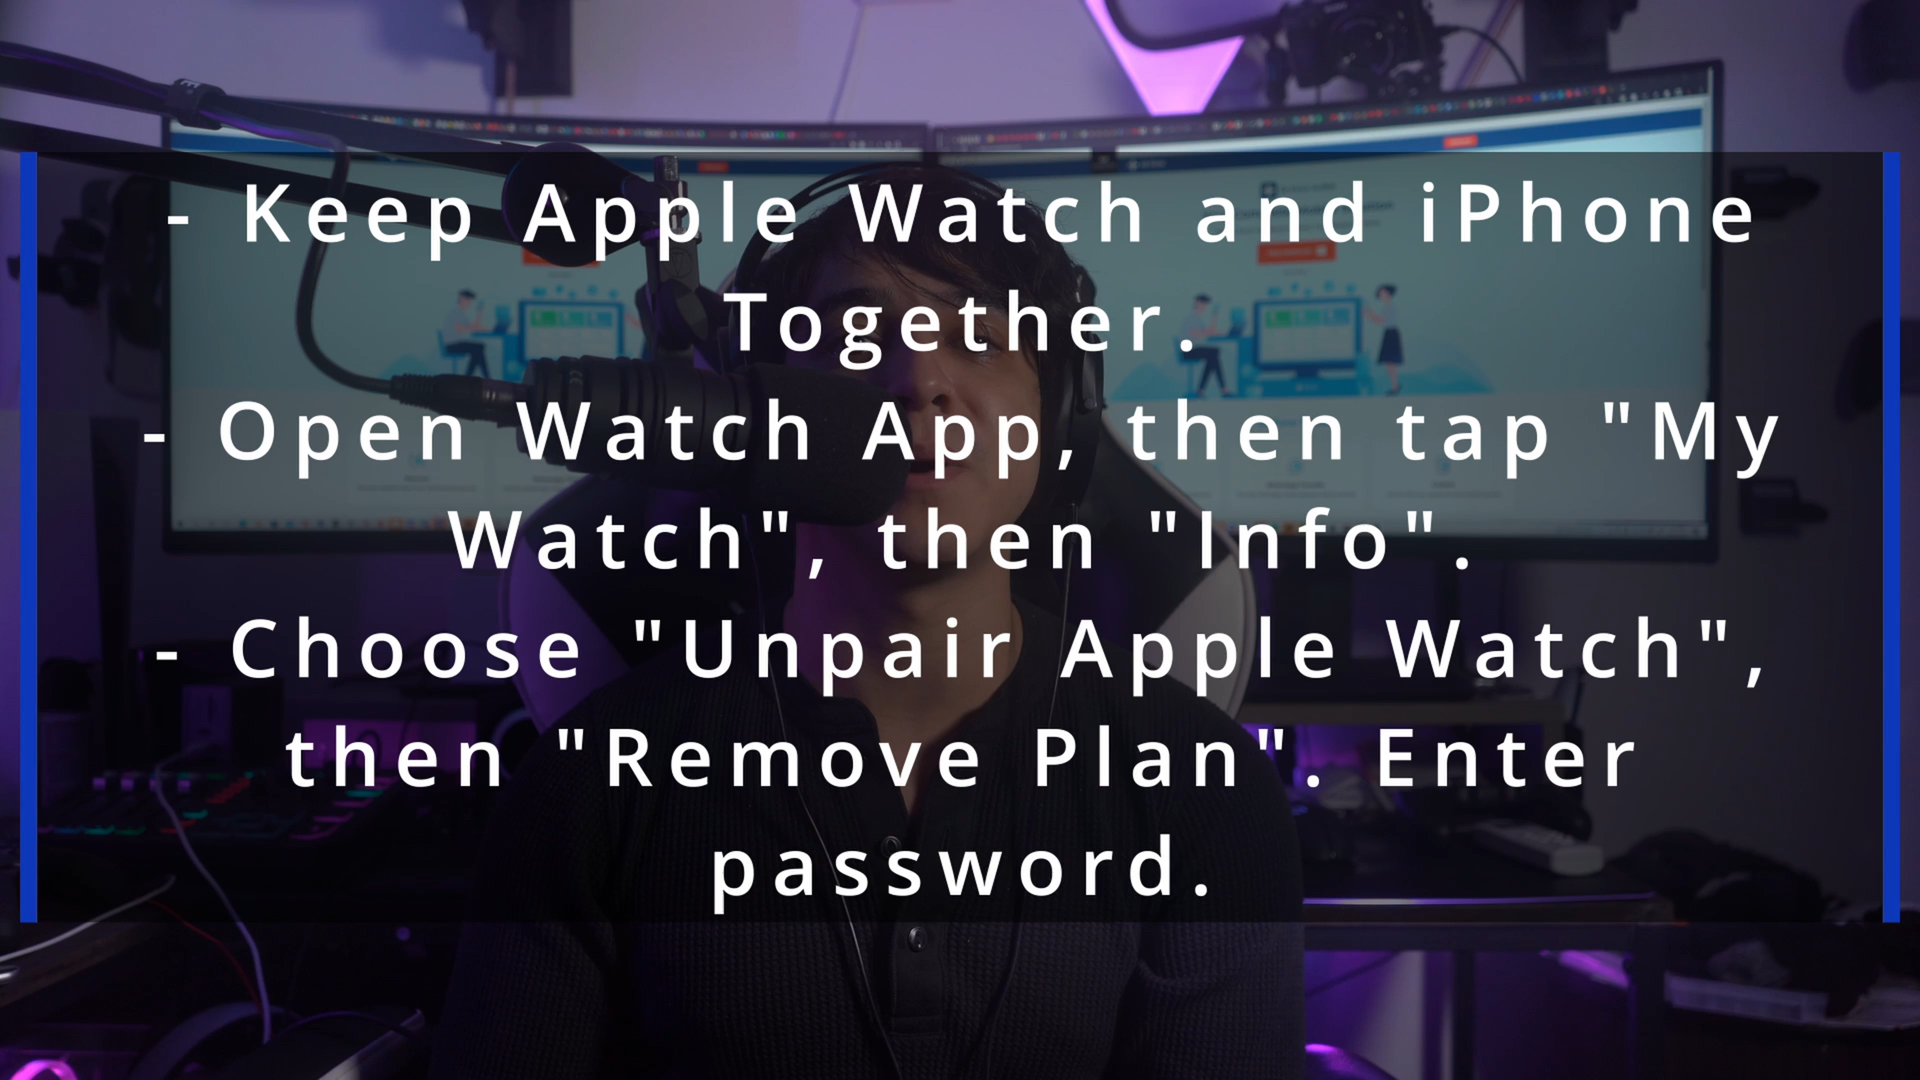 - Keep Apple Watch and iPhone
Together.
- Open Watch App, then tap "My
Watch", then "Info".
- Choose "Unpair Apple Watch",
then "Remove Plan". Enter
password.